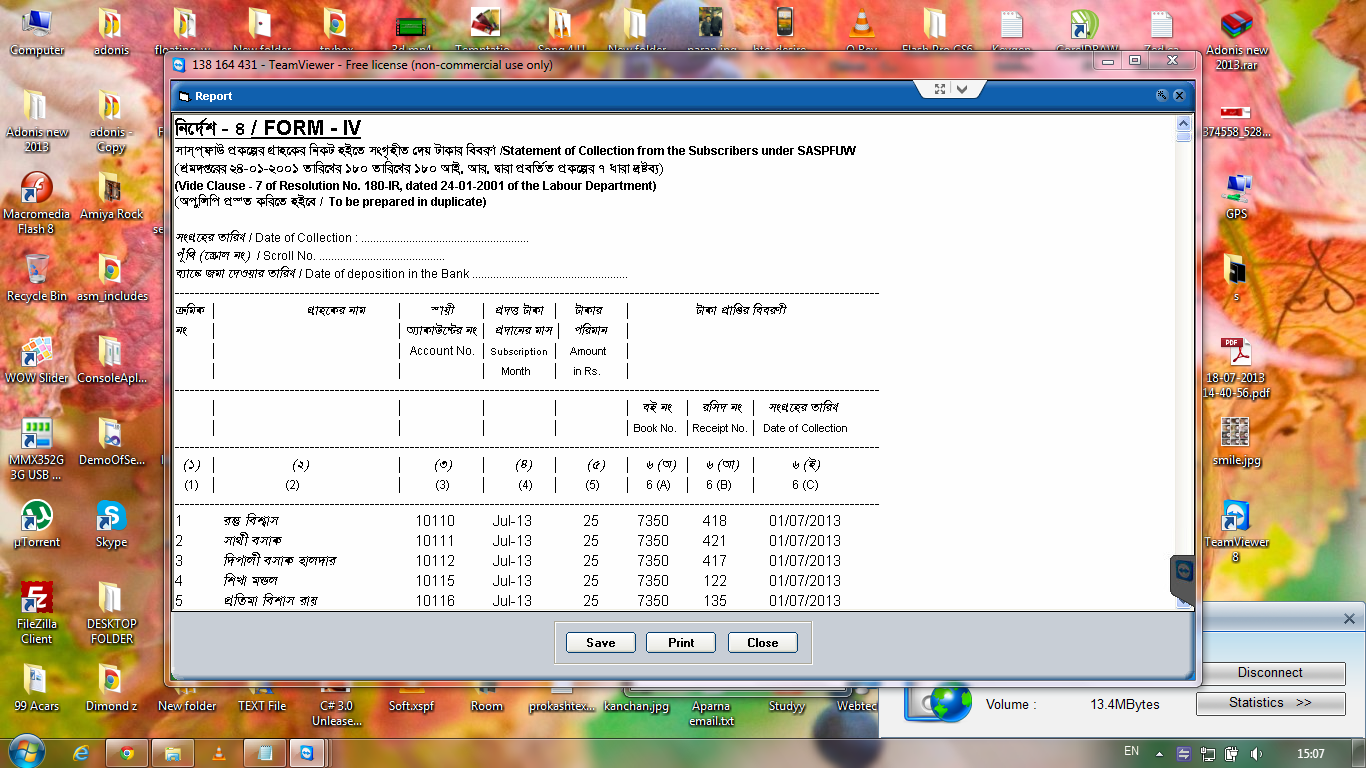 Computer
adonis
floating_w...
New folder
trybox
3d.mp4
Temptatio
Song 4U
New folder
paran.jpg
htc desire
Flash Pro CS6
Keygen
CorelDRAW
Adonis new 2013.rar
138 164 431 - TeamViewer - Free license (non-commercial use only)
Report
নির্দেশ - ৪ / FORM - IV
সাস্‌পফাউ প্রকল্পের গ্রাহকের নিকট হইতে সংগৃহীত দেয় টাকার বিবরণ /Statement of Collection from the Subscribers under SASPFUW
(শ্রমদপ্তরের ২৪-০১-২০০১ তারিখের ১৮০ তারিখের ১৮০ আই, আর, দ্বারা প্রবর্তিত প্রকল্পের ৭ ধারা দ্রষ্টব্য)
(Vide Clause - 7 of Resolution No. 180-IR, dated 24-01-2001 of the Labour Department)
(অপুলিপি প্রস্তুত করিতে হইবে / To be prepared in duplicate)
সংগ্রহের তারিখ / Date of Collection : ........................................................
পুঁথি (স্ক্রোল নং) / Scroll No. ..........................................
ব্যাঙ্কে জমা দেওয়ার তারিখ / Date of deposition in the Bank ....................................................
ক্রমিক | গ্রাহকের নাম | স্থায়ী | প্রদত্ত টাকা | টাকার | টাকা প্রাপ্তির বিবরণী
নং | | অ্যাকাউন্টের নং | প্রদানের মাস | পরিমান |
Account No. | Subscription | Amount
Month | in Rs.
বই নং | রসিদ নং | সংগ্রহের তারিখ
Book No. | Receipt No. | Date of Collection
(১) | (২) | (৩) | (৪) | (৫) | ৬ (অ) | ৬ (আ) | ৬ (ই)
(1) | (2) | (3) | (4) | (5) | 6 (A) | 6 (B) | 6 (C)
1 রন্তু বিশ্বাস 10110 Jul-13 25 7350 418 01/07/2013
2 সাথী বসাক 10111 Jul-13 25 7350 421 01/07/2013
3 দিপালী বসাক হালদার 10112 Jul-13 25 7350 417 01/07/2013
4 শিখা মন্ডল 10115 Jul-13 25 7350 122 01/07/2013
5 প্রতিমা বিশাস রায় 10116 Jul-13 25 7350 135 01/07/2013
Save Print Close
Adonis new 2013
adonis - Copy
374558_528...
Macromedia Flash 8
Amiya Rock
GPS
Recycle Bin
asm_includes
s
WOW Slider
ConsoleApl...
PDF
18-07-2013 14-40-56.pdf
MMX352G 3G USB ...
DemoOfSe...
smile.jpg
µTorrent
Skype
TeamViewer 8
FileZilla Client
DESKTOP FOLDER
Disconnect
Volume : 13.4MBytes
Statistics >>
99 Acars
Dimond z
New folder
TEXT File
C# 3.0 Unlease...
Soft.xspf
Room
prokashtex...
kanchan.jpg
Aparna email.txt
Studyy
Webtec
EN
15:07